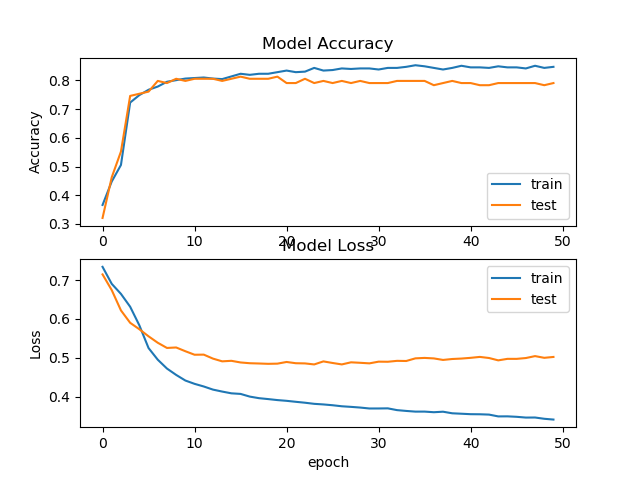 Model Accuracy
Accuracy
0.8
0.7
0.6
0.5
0.4
0.3
train
test
0 10 20 30 40 50
Model Loss
Loss
0.7
0.6
0.5
0.4
train
test
0 10 20 30 40 50
epoch